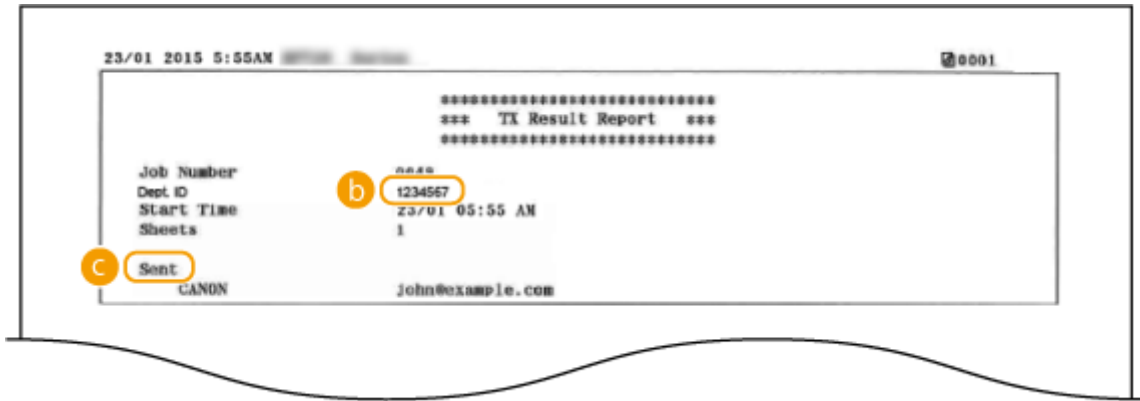 23/01 2015 5:55AM 0001
****************************
*** TX Result Report ***
****************************
Job Number
Dept. ID b 1234567
Start Time 23/01 05:55 AM
Sheets 1
c Sent
CANON john@example.com